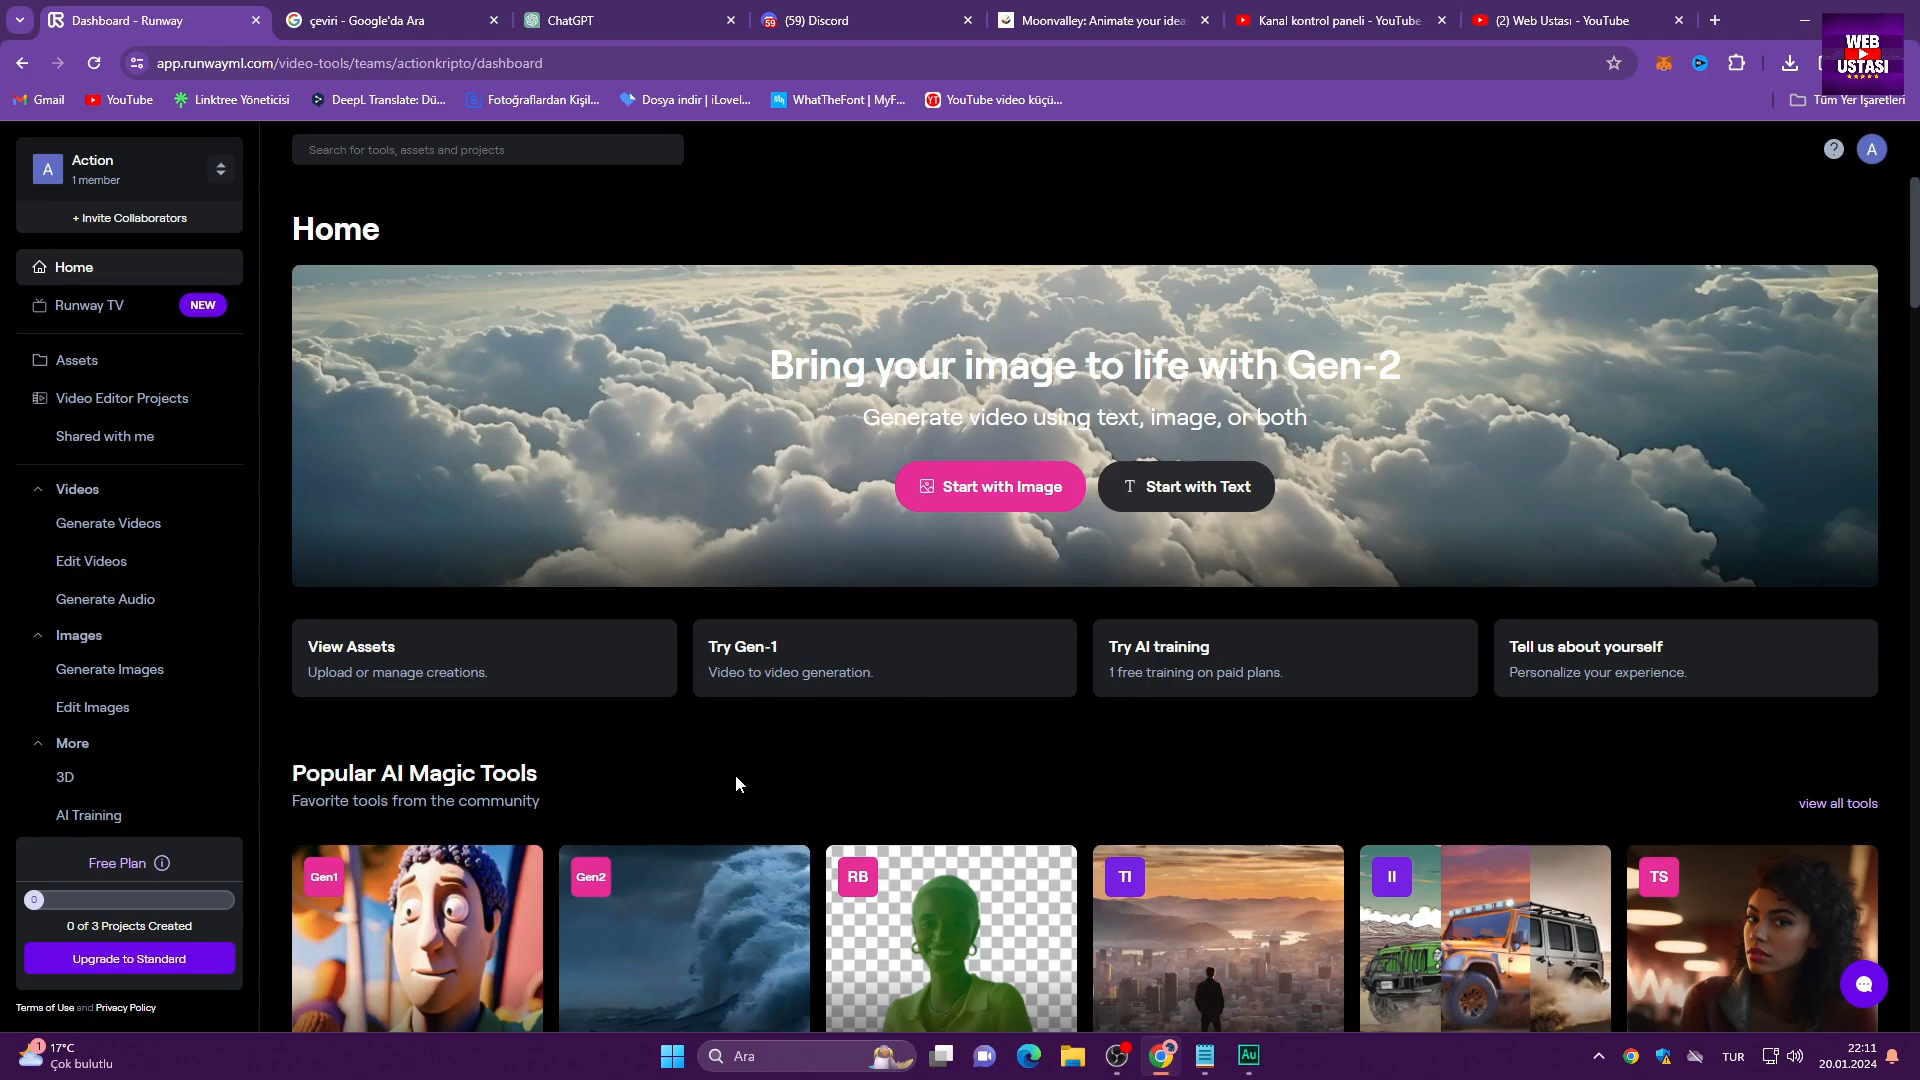 Dashboard - Runway
çeviri - Google'da Ara
ChatGPT
(59) Discord
Moonvalley: Animate your idea
Kanal kontrol paneli - YouTube
(2) Web Ustası - YouTube
app.runwayml.com/video-tools/teams/actionkripto/dashboard
WEB
USTASI
Gmail
YouTube
Linktree Yöneticisi
DeepL Translate: Dü...
Fotoğraflardan Kişil...
Dosya indir | iLoveI...
WhatTheFont | MyF...
YouTube video küçü...
Tüm Yer İşaretleri
A
Action
1 member
+ Invite Collaborators
Home
Runway TV
NEW
Assets
Video Editor Projects
Shared with me
Videos
Generate Videos
Edit Videos
Generate Audio
Images
Generate Images
Edit Images
More
3D
AI Training
Free Plan
0
0 of 3 Projects Created
Upgrade to Standard
Terms of Use and Privacy Policy
Search for tools, assets and projects
?
A
Home
Bring your image to life with Gen-2
Generate video using text, image, or both
Start with Image
Start with Text
View Assets
Upload or manage creations.
Try Gen-1
Video to video generation.
Try AI training
1 free training on paid plans.
Tell us about yourself
Personalize your experience.
Popular AI Magic Tools
Favorite tools from the community
view all tools
Gen1
Gen2
RB
TI
II
TS
1
17°C
Çok bulutlu
Ara
Au
TUR
22:11
20.01.2024